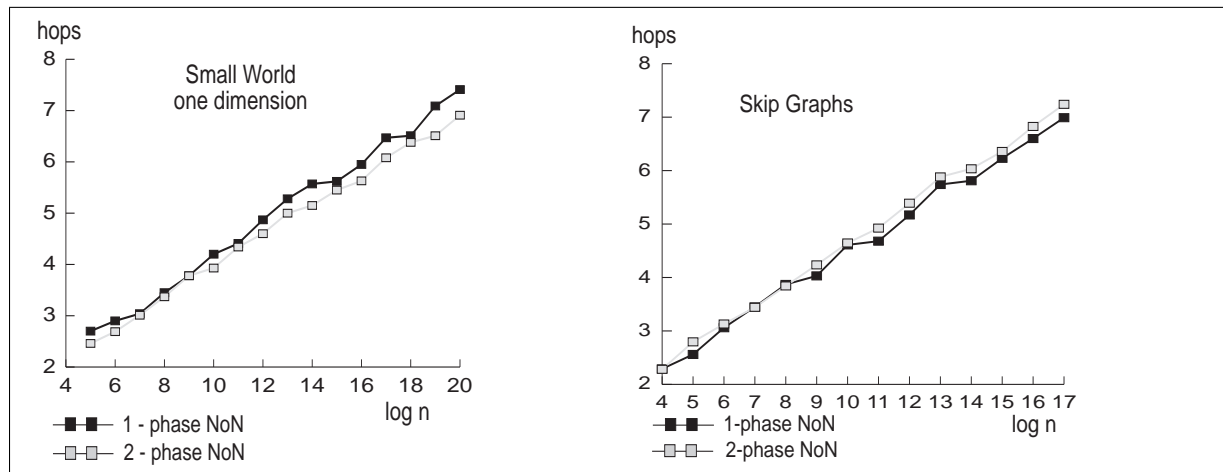 hops
8
7
6
5
4
3
2
Small World
one dimension
4 6 8 10 12 14 16 18 20
log n
1 - phase NoN
2 - phase NoN
hops
8
7
6
5
4
3
2
Skip Graphs
4 5 6 7 8 9 10 11 12 13 14 15 16 17
log n
1-phase NoN
2-phase NoN